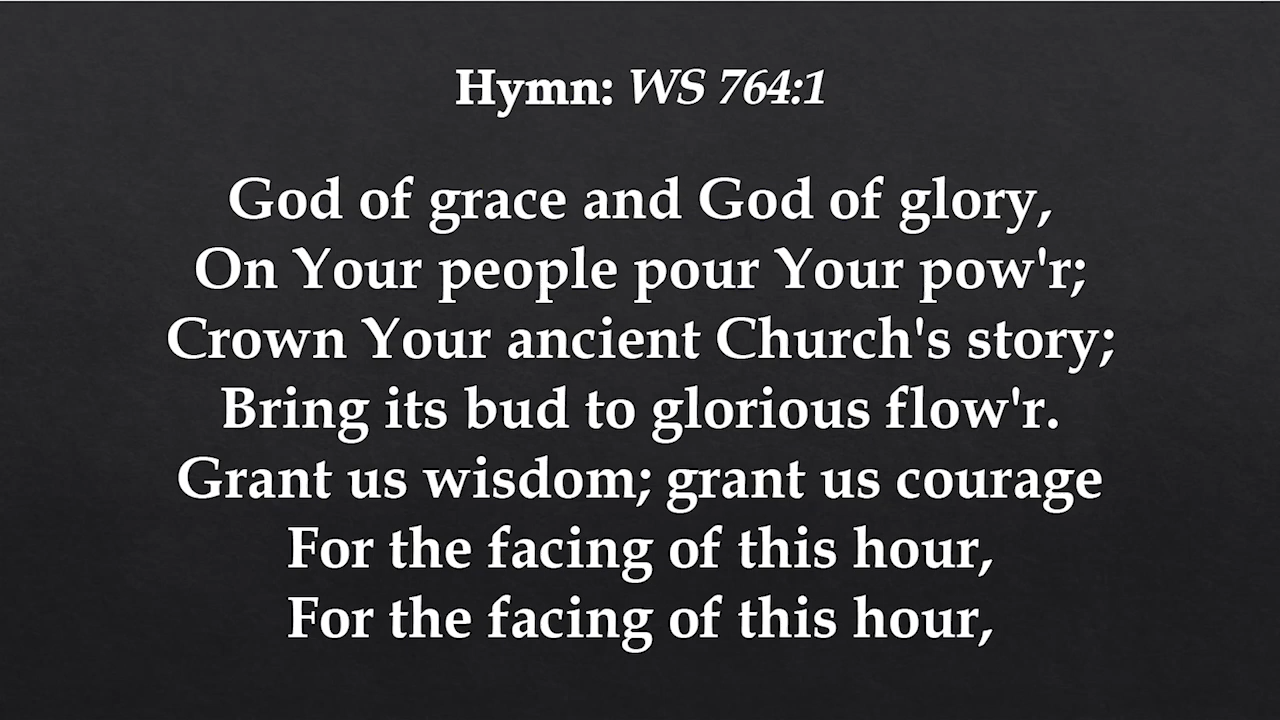 Hymn: WS 764:1
God of grace and God of glory,
On Your people pour Your pow'r;
Crown Your ancient Church's story;
Bring its bud to glorious flow'r.
Grant us wisdom; grant us courage
For the facing of this hour,
For the facing of this hour,